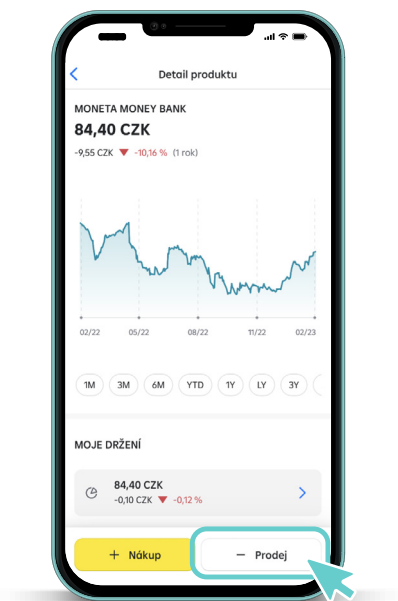 Detail produktu
MONETA MONEY BANK
84,40 CZK
-9,55 CZK ▼ -10,16 % (1 rok)
02/22 05/22 08/22 11/22 02/23
1M 3M 6M YTD 1Y LY 3Y
MOJE DRŽENÍ
84,40 CZK
-0,10 CZK ▼ -0,12 %
+ Nákup − Prodej